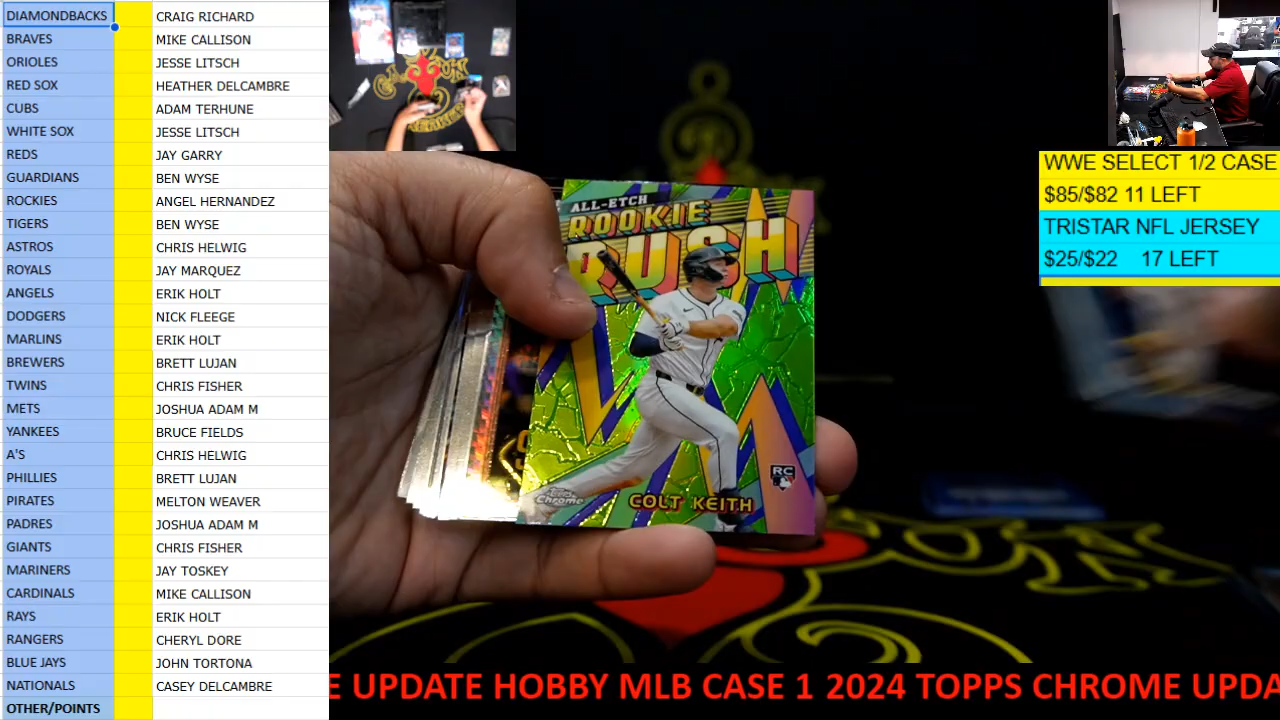 DIAMONDBACKS CRAIG RICHARD
BRAVES MIKE CALLISON
ORIOLES JESSE LITSCH
RED SOX HEATHER DELCAMBRE
CUBS ADAM TERHUNE
WHITE SOX JESSE LITSCH
REDS JAY GARRY
GUARDIANS BEN WYSE
ROCKIES ANGEL HERNANDEZ
TIGERS BEN WYSE
ASTROS CHRIS HELWIG
ROYALS JAY MARQUEZ
ANGELS ERIK HOLT
DODGERS NICK FLEEGE
MARLINS ERIK HOLT
BREWERS BRETT LUJAN
TWINS CHRIS FISHER
METS JOSHUA ADAM M
YANKEES BRUCE FIELDS
A'S CHRIS HELWIG
PHILLIES BRETT LUJAN
PIRATES MELTON WEAVER
PADRES JOSHUA ADAM M
GIANTS CHRIS FISHER
MARINERS JAY TOSKEY
CARDINALS MIKE CALLISON
RAYS ERIK HOLT
RANGERS CHERYL DORE
BLUE JAYS JOHN TORTONA
NATIONALS CASEY DELCAMBRE
OTHER/POINTS
ALL-ETCH
ROOKIE
RUSH
RC
Topps
Chrome
COLT KEITH
WWE SELECT 1/2 CASE
$85/$82 11 LEFT
TRISTAR NFL JERSEY
$25/$22 17 LEFT
E UPDATE HOBBY MLB CASE 1 2024 TOPPS CHROME UPDA